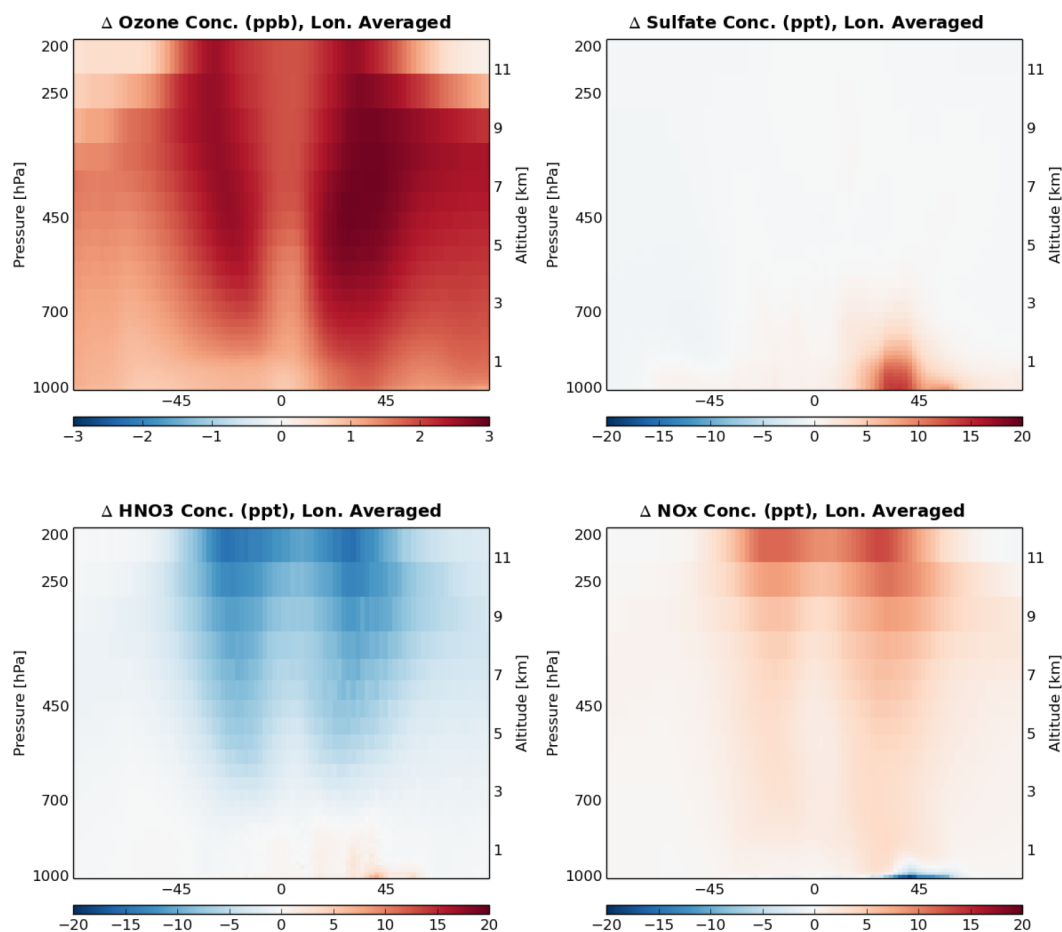 Δ Ozone Conc. (ppb), Lon. Averaged
200
250
450
700
1000
Pressure [hPa]
11
9
7
5
3
1
Altitude [km]
−45 0 45
−3 −2 −1 0 1 2 3
Δ Sulfate Conc. (ppt), Lon. Averaged
200
250
450
700
1000
Pressure [hPa]
11
9
7
5
3
1
Altitude [km]
−45 0 45
−20 −15 −10 −5 0 5 10 15 20
Δ HNO3 Conc. (ppt), Lon. Averaged
200
250
450
700
1000
Pressure [hPa]
11
9
7
5
3
1
Altitude [km]
−45 0 45
−20 −15 −10 −5 0 5 10 15 20
Δ NOx Conc. (ppt), Lon. Averaged
200
250
450
700
1000
Pressure [hPa]
11
9
7
5
3
1
Altitude [km]
−45 0 45
−20 −15 −10 −5 0 5 10 15 20